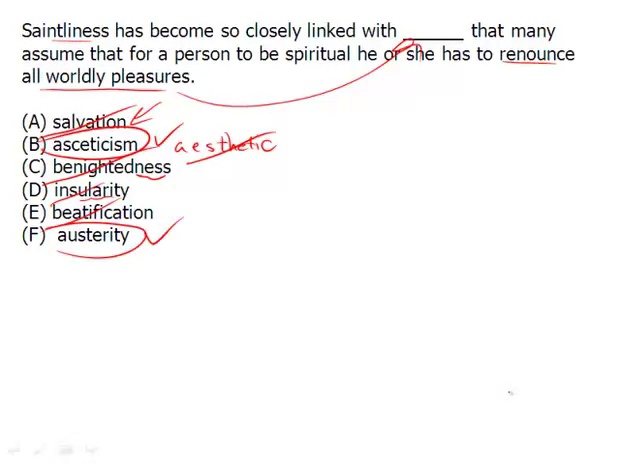 Saintliness has become so closely linked with _______ that many
assume that for a person to be spiritual he or she has to renounce
all worldly pleasures.
(A) salvation
(B) asceticism aesthetic
(C) benightedness
(D) insularity
(E) beatification
(F) austerity